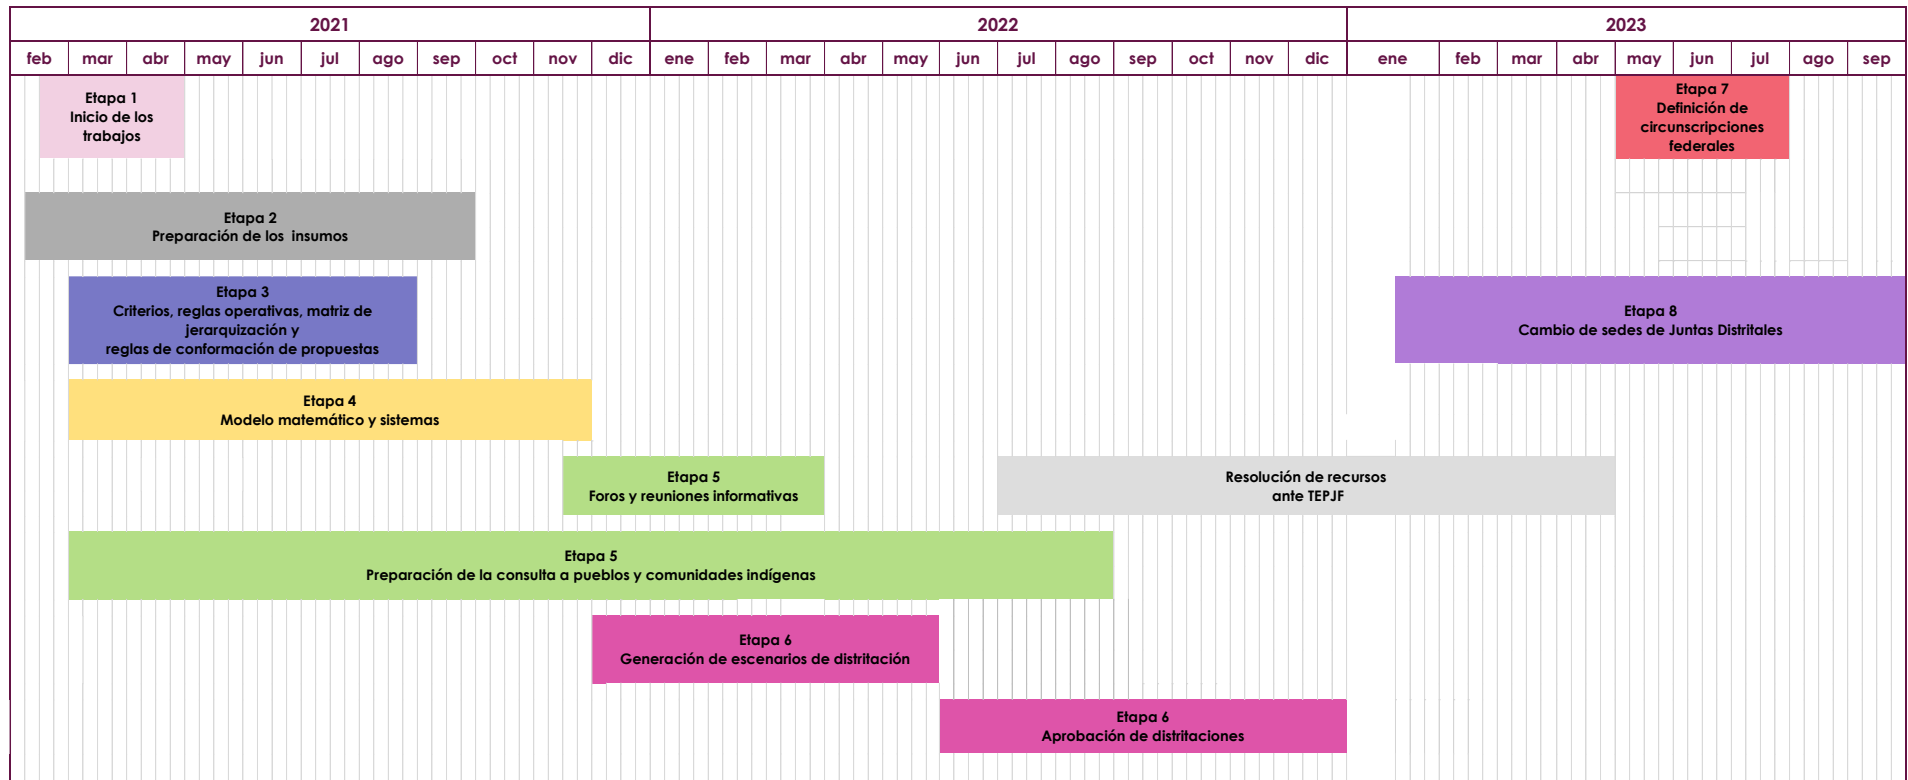 2021 2022 2023
feb mar abr may jun jul ago sep oct nov dic ene feb mar abr may jun jul ago sep oct nov dic ene feb mar abr may jun jul ago sep
Etapa 1
Inicio de los
trabajos
Etapa 7
Definición de
circunscripciones
federales
Etapa 2
Preparación de los insumos
Etapa 3
Criterios, reglas operativas, matriz de
jerarquización y
reglas de conformación de propuestas
Etapa 8
Cambio de sedes de Juntas Distritales
Etapa 4
Modelo matemático y sistemas
Etapa 5
Foros y reuniones informativas
Resolución de recursos
ante TEPJF
Etapa 5
Preparación de la consulta a pueblos y comunidades indígenas
Etapa 6
Generación de escenarios de distritación
Etapa 6
Aprobación de distritaciones